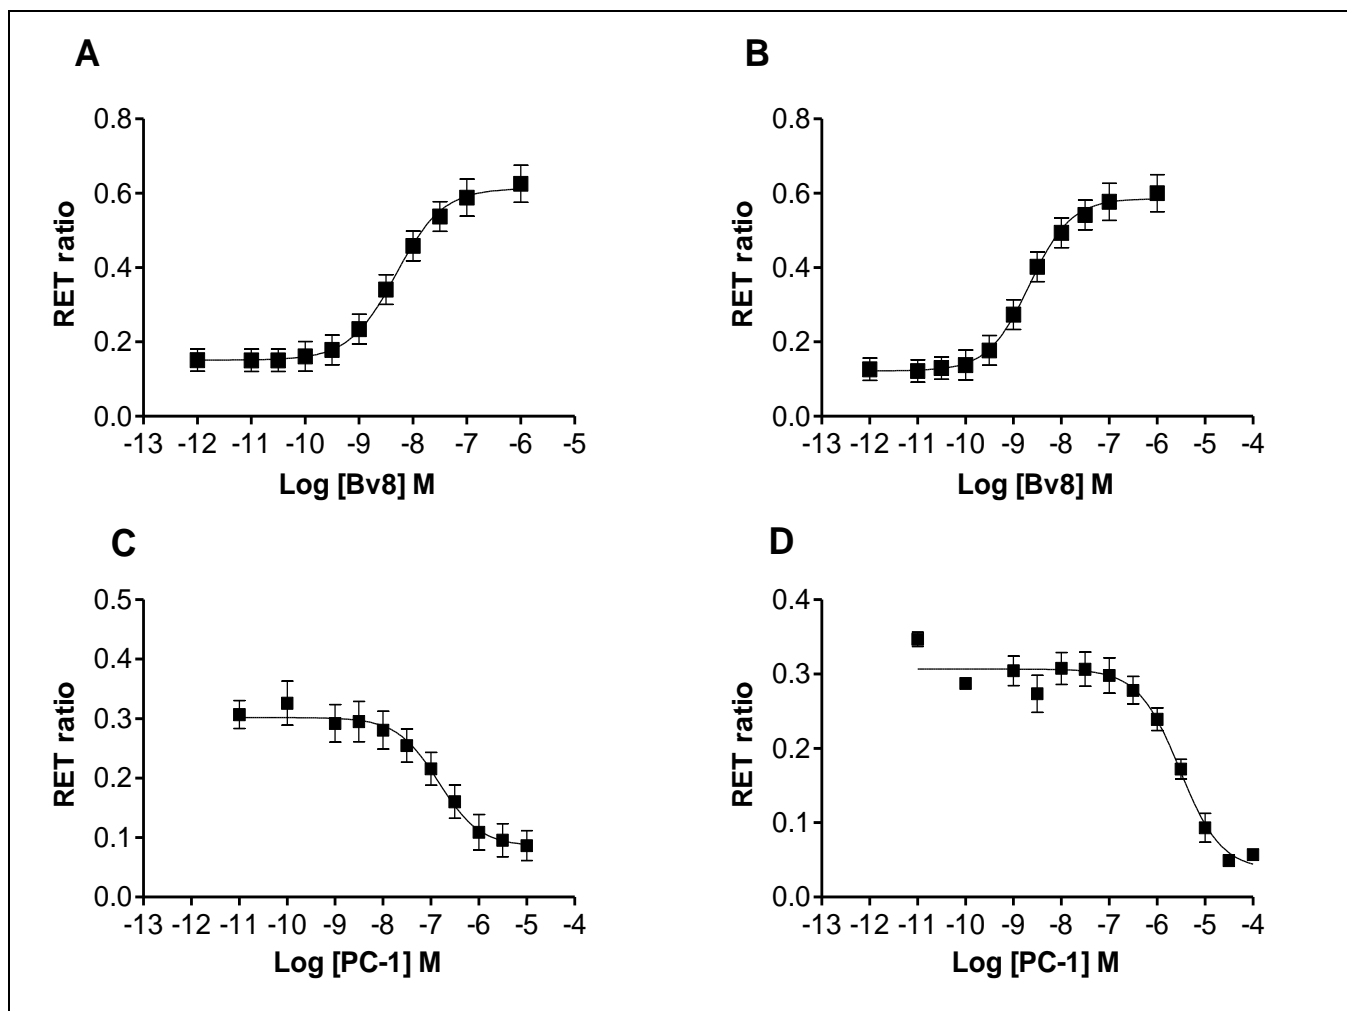 A
0.8
0.6
0.4
0.2
0.0
RET ratio
-13 -12 -11 -10 -9 -8 -7 -6 -5
Log [Bv8] M
B
0.8
0.6
0.4
0.2
0.0
RET ratio
-13 -12 -11 -10 -9 -8 -7 -6 -5 -4
Log [Bv8] M
C
0.5
0.4
0.3
0.2
0.1
0.0
RET ratio
-13 -12 -11 -10 -9 -8 -7 -6 -5 -4
Log [PC-1] M
D
0.4
0.3
0.2
0.1
0.0
RET ratio
-13 -12 -11 -10 -9 -8 -7 -6 -5 -4
Log [PC-1] M